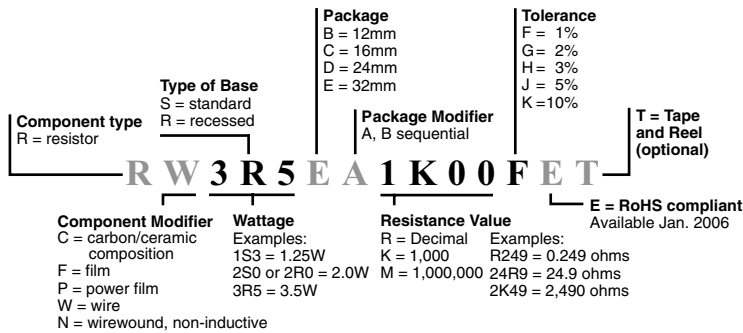 Package
B = 12mm
C = 16mm
D = 24mm
E = 32mm
Tolerance
F = 1%
G = 2%
H = 3%
J = 5%
K =10%
Type of Base
S = standard
R = recessed
Component type
R = resistor
Package Modifier
A, B sequential
T = Tape
and Reel
(optional)
R W 3 R 5 E A 1 K 0 0 F E T
E = RoHS compliant
Available Jan. 2006
Component Modifier
C = carbon/ceramic
composition
F = film
P = power film
W = wire
N = wirewound, non-inductive
Wattage
Examples:
1S3 = 1.25W
2S0 or 2R0 = 2.0W
3R5 = 3.5W
Resistance Value
R = Decimal
K = 1,000
M = 1,000,000
Examples:
R249 = 0.249 ohms
24R9 = 24.9 ohms
2K49 = 2,490 ohms